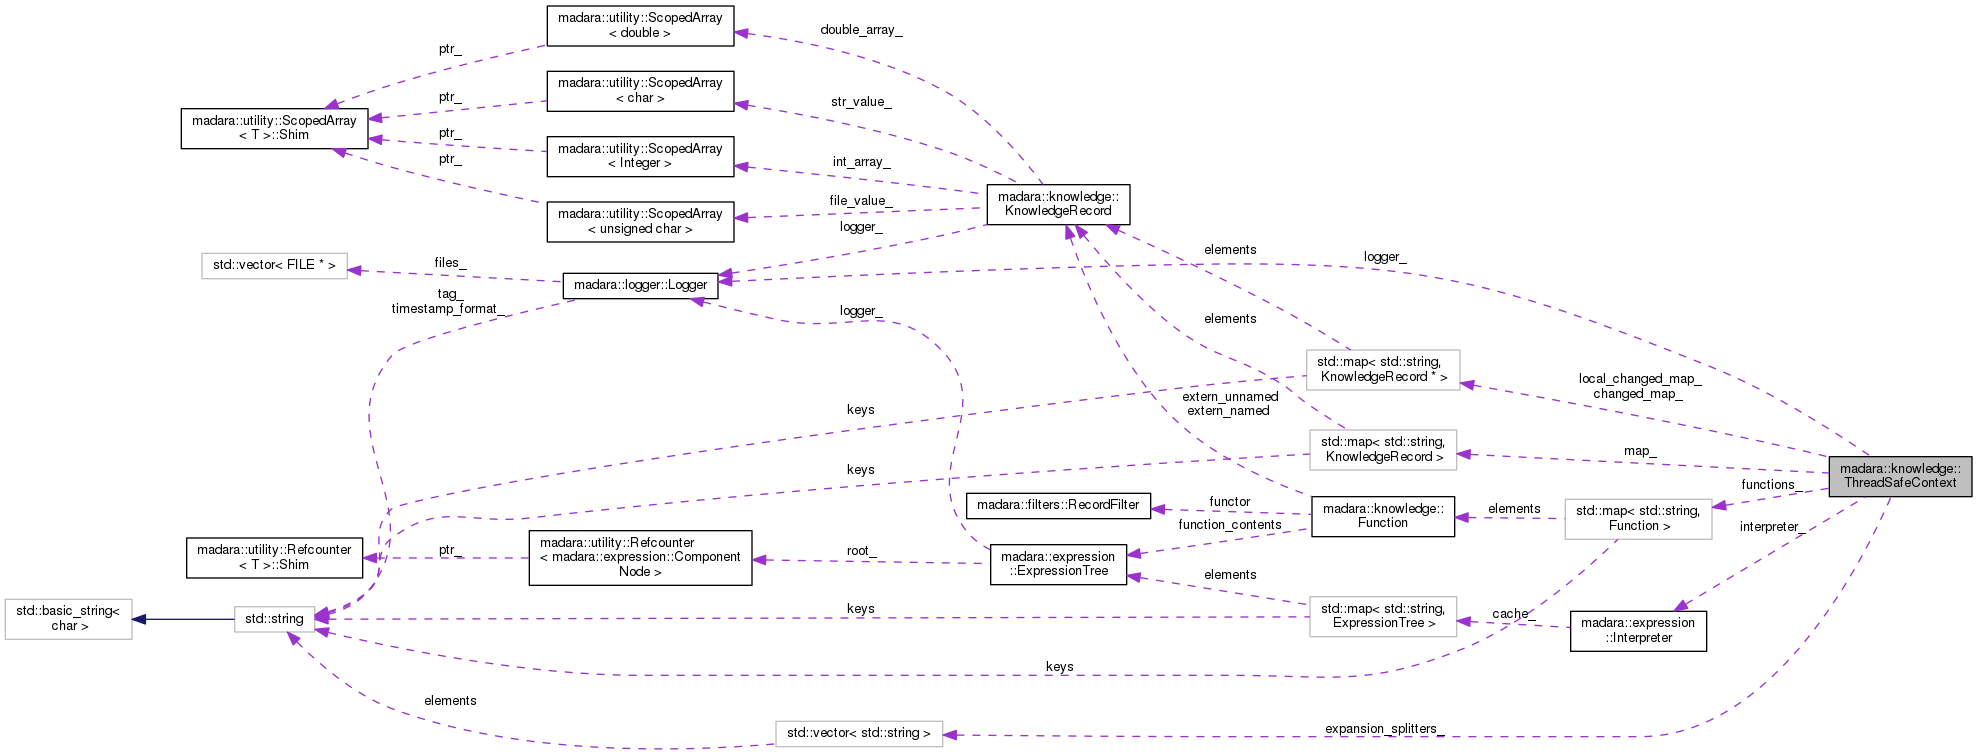 madara::utility::ScopedArray
< double >
double_array_
ptr_
madara::utility::ScopedArray
< char >
ptr_
str_value_
madara::utility::ScopedArray
< T >::Shim
ptr_
madara::utility::ScopedArray
< Integer >
int_array_
ptr_
madara::knowledge::
KnowledgeRecord
file_value_
madara::utility::ScopedArray
< unsigned char >
logger_
elements
logger_
std::vector< FILE * >
files_
madara::logger::Logger
tag_
timestamp_format_
logger_
elements
std::map< std::string,
KnowledgeRecord * >
local_changed_map_
changed_map_
keys
extern_unnamed
extern_named
std::map< std::string,
KnowledgeRecord >
map_
keys
madara::knowledge::
ThreadSafeContext
functions_
madara::filters::RecordFilter
functor
madara::knowledge::
Function
elements
std::map< std::string,
Function >
function_contents
interpreter_
madara::utility::Refcounter
< T >::Shim
ptr_
madara::utility::Refcounter
< madara::expression::Component
Node >
root_
madara::expression
::ExpressionTree
elements
std::basic_string<
char >
std::string
keys
std::map< std::string,
ExpressionTree >
cache_
madara::expression
::Interpreter
keys
elements
std::vector< std::string >
expansion_splitters_